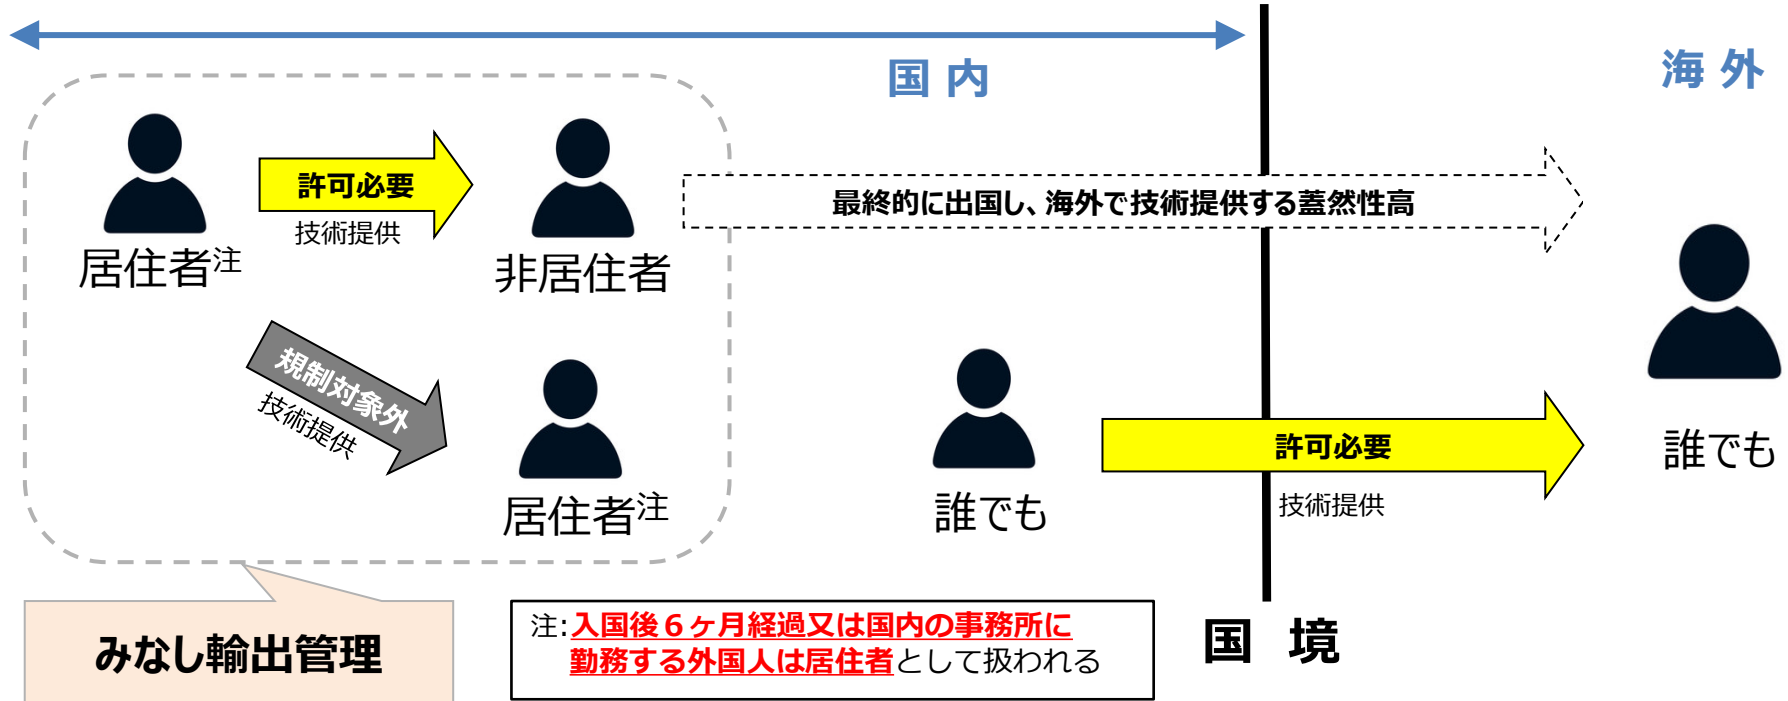 国 内
海 外
許可必要
技術提供
居住者注
非居住者
最終的に出国し、海外で技術提供する蓋然性高
規制対象外
技術提供
居住者注
誰でも
許可必要
技術提供
誰でも
みなし輸出管理
注:入国後6ヶ月経過又は国内の事務所に
勤務する外国人は居住者として扱われる
国 境